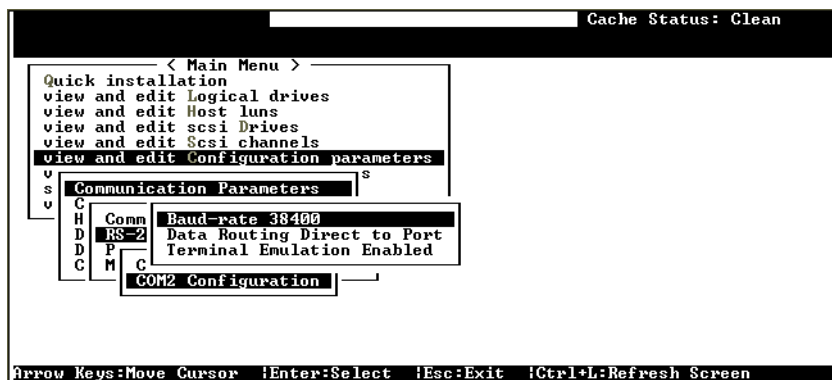 Cache Status: Clean
< Main Menu >
Quick installation
view and edit Logical drives
view and edit Host luns
view and edit scsi Drives
view and edit Scsi channels
view and edit Configuration parameters
v s
s Communication Parameters
v C
H Comm Baud-rate 38400
D RS-2 Data Routing Direct to Port
D P Terminal Emulation Enabled
C M C
COM2 Configuration
Arrow Keys:Move Cursor |Enter:Select |Esc:Exit |Ctrl+L:Refresh Screen